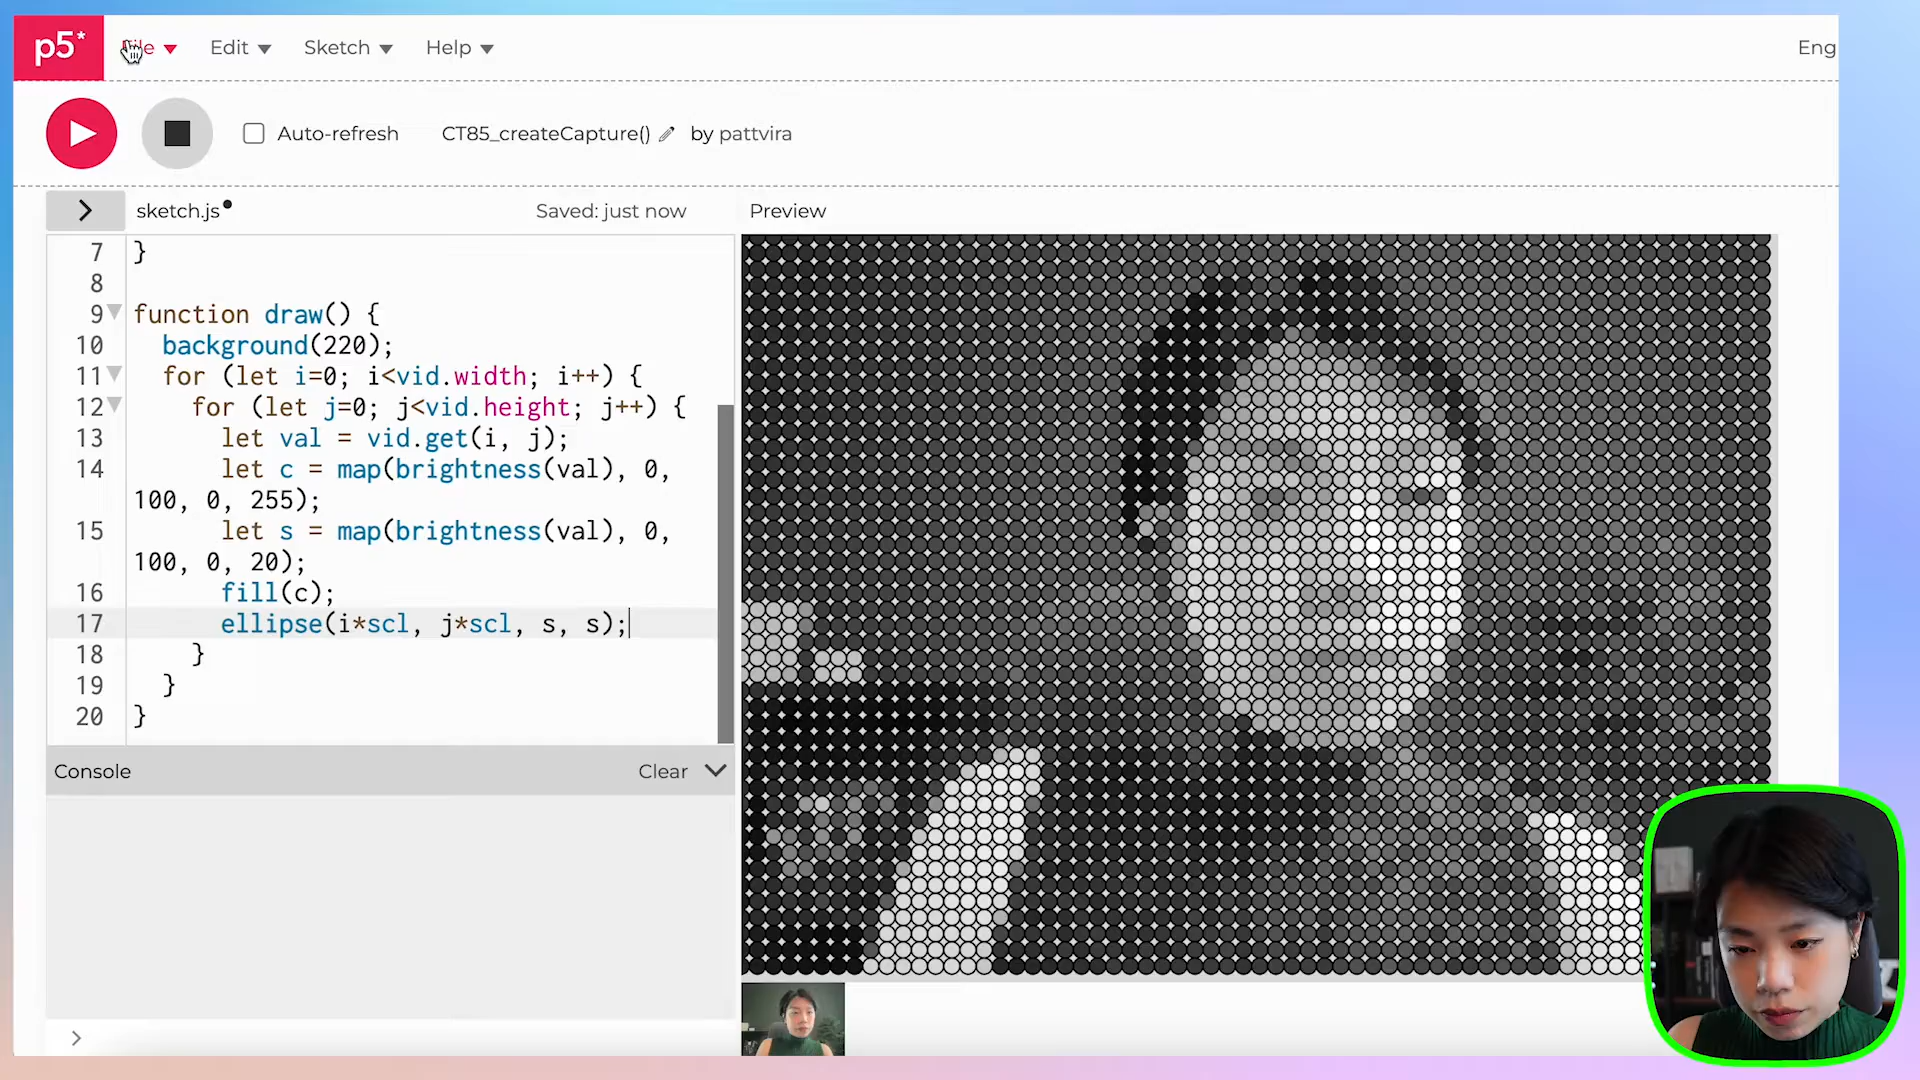 p5*
File
Edit
Sketch
Help
Eng
Auto-refresh
CT85_createCapture()
by pattvira
sketch.js
Saved: just now
Preview
7 }
8
9 function draw() {
10 background(220);
11 for (let i=0; i<vid.width; i++) {
12 for (let j=0; j<vid.height; j++) {
13 let val = vid.get(i, j);
14 let c = map(brightness(val), 0,
100, 0, 255);
15 let s = map(brightness(val), 0,
100, 0, 20);
16 fill(c);
17 ellipse(i*scl, j*scl, s, s);
18 }
19 }
20 }
Console
Clear